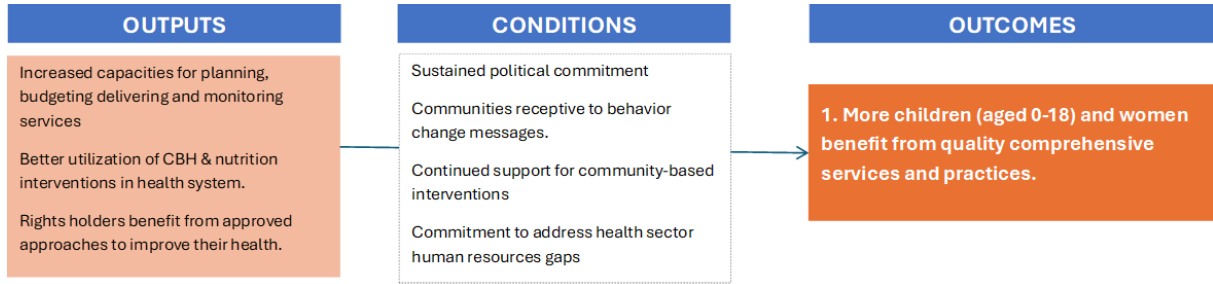 OUTPUTS
Increased capacities for planning,
budgeting delivering and monitoring
services
Better utilization of CBH & nutrition
interventions in health system.
Rights holders benefit from approved
approaches to improve their health.
CONDITIONS
Sustained political commitment
Communities receptive to behavior
change messages.
Continued support for community-based
interventions
Commitment to address health sector
human resources gaps
OUTCOMES
1. More children (aged 0-18) and women
benefit from quality comprehensive
services and practices.